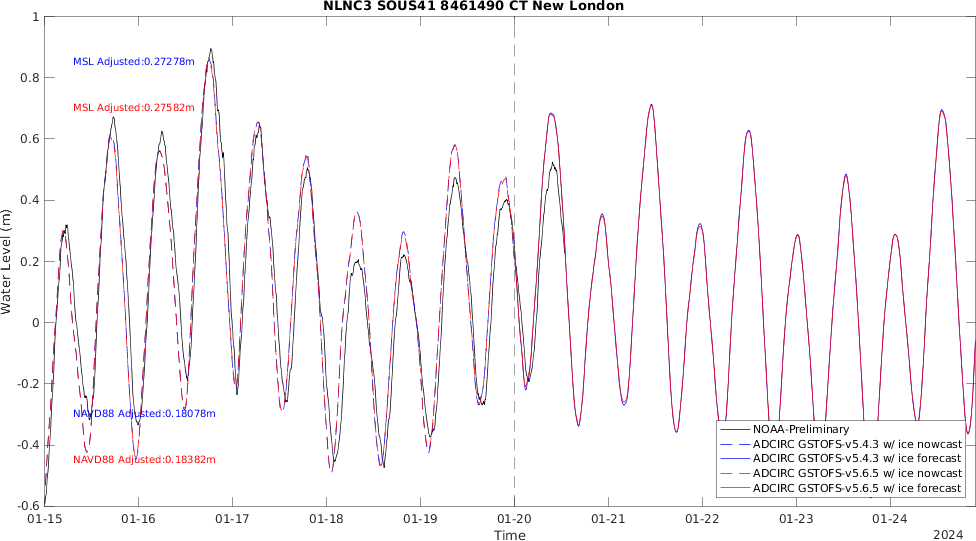 NLNC3 SOUS41 8461490 CT New London
1
0.8
0.6
0.4
0.2
0
-0.2
-0.4
-0.6
Water Level (m)
MSL Adjusted:0.27278m
MSL Adjusted:0.27582m
NAVD88 Adjusted:0.18078m
NAVD88 Adjusted:0.18382m
NOAA-Preliminary
ADCIRC GSTOFS-v5.4.3 w/ ice nowcast
ADCIRC GSTOFS-v5.4.3 w/ ice forecast
ADCIRC GSTOFS-v5.6.5 w/ ice nowcast
ADCIRC GSTOFS-v5.6.5 w/ ice forecast
01-15 01-16 01-17 01-18 01-19 01-20 01-21 01-22 01-23 01-24
Time
2024